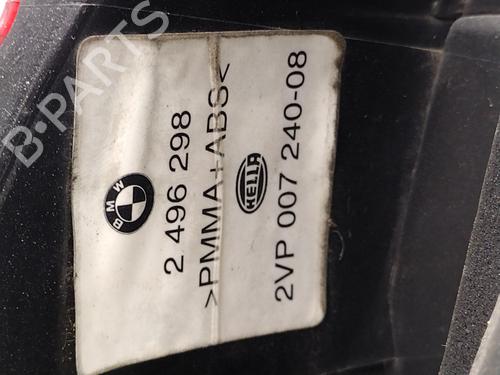 B-PARTS
BMW
2 496 298
>PMMA+ABS<
HELLA
2VP 007 240-08